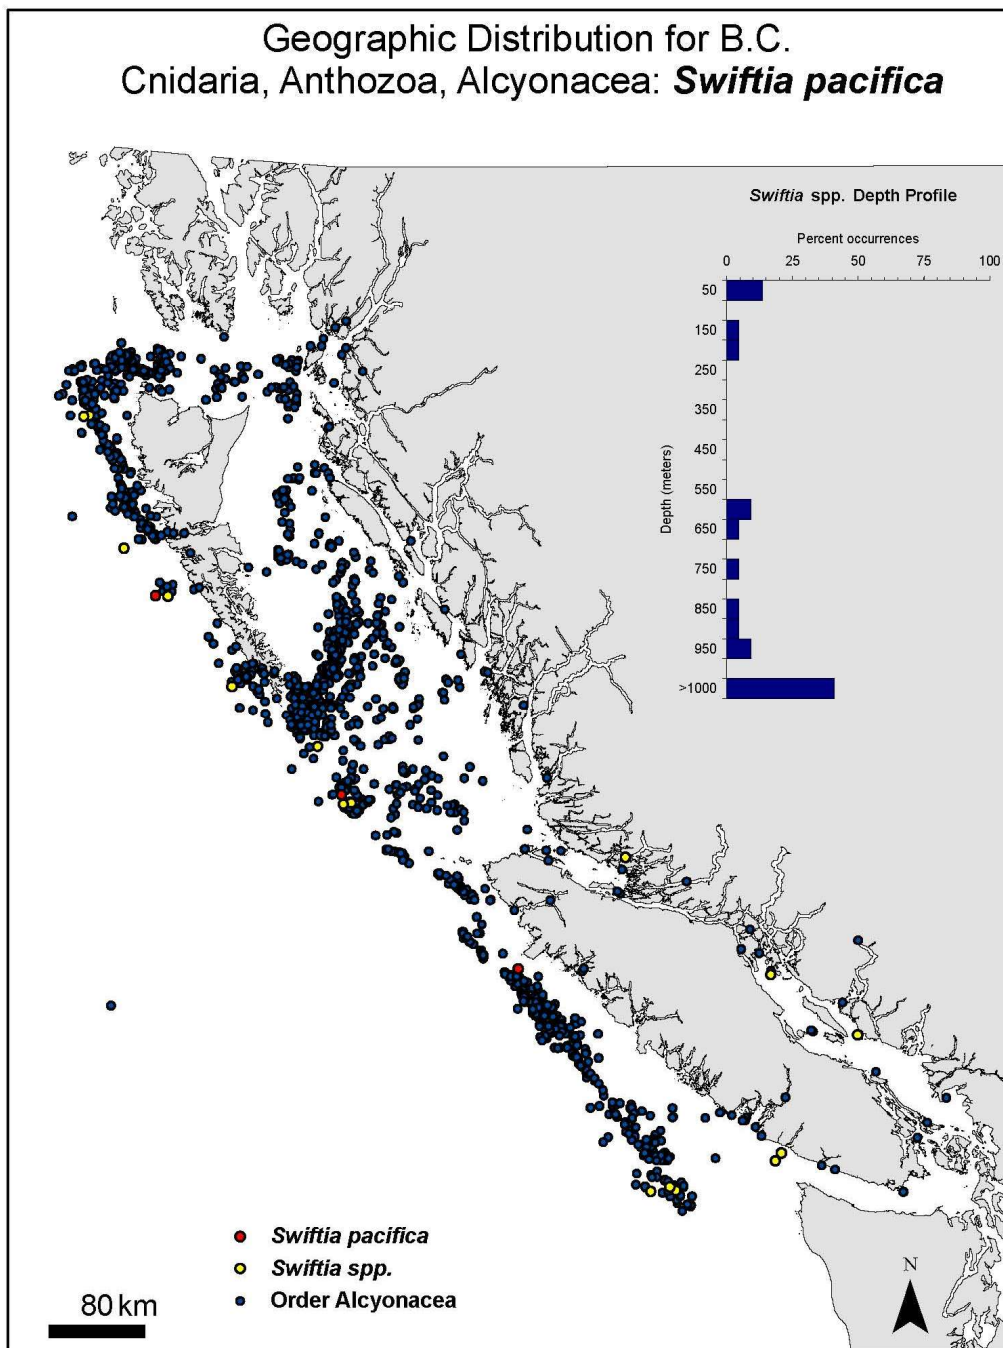 Geographic Distribution for B.C.
Cnidaria, Anthozoa, Alcyonacea: Swiftia pacifica
Swiftia spp. Depth Profile
Percent occurrences
0 25 50 75 100
Depth (meters)
50
150
250
350
450
550
650
750
850
950
>1000
Swiftia pacifica
Swiftia spp.
Order Alcyonacea
80 km
N